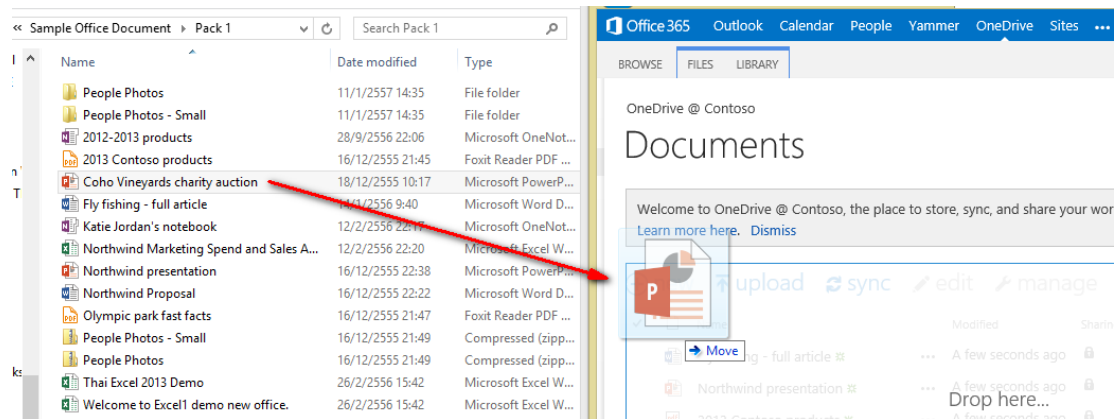 « Sample Office Document Pack 1
Search Pack 1
Name Date modified Type
People Photos 11/1/2557 14:35 File folder
People Photos - Small 11/1/2557 14:35 File folder
2012-2013 products 28/9/2556 22:06 Microsoft OneNot...
2013 Contoso products 16/12/2555 21:45 Foxit Reader PDF ...
Coho Vineyards charity auction 18/12/2555 10:17 Microsoft PowerP...
Fly fishing - full article 14/1/2556 9:40 Microsoft Word D...
Katie Jordan's notebook 12/2/2556 22:17 Microsoft OneNot...
Northwind Marketing Spend and Sales A... 12/2/2556 22:20 Microsoft Excel W...
Northwind presentation 16/12/2555 22:38 Microsoft PowerP...
Northwind Proposal 16/12/2555 22:22 Microsoft Word D...
Olympic park fast facts 16/12/2555 21:47 Foxit Reader PDF ...
People Photos - Small 16/12/2555 21:49 Compressed (zipp...
People Photos 16/12/2555 21:49 Compressed (zipp...
Thai Excel 2013 Demo 26/2/2556 15:42 Microsoft Excel W...
Welcome to Excel1 demo new office. 26/2/2556 15:42 Microsoft Excel W...
Office 365 Outlook Calendar People Yammer OneDrive Sites ...
BROWSE FILES LIBRARY
OneDrive @ Contoso
Documents
Welcome to OneDrive @ Contoso, the place to store, sync, and share your wor
Learn more here. Dismiss
upload sync edit manage
P
Modified Sharin
Move
- full article ... A few seconds ago
Northwind presentation ... A few seconds ago
Drop here...
2013 Contoso products